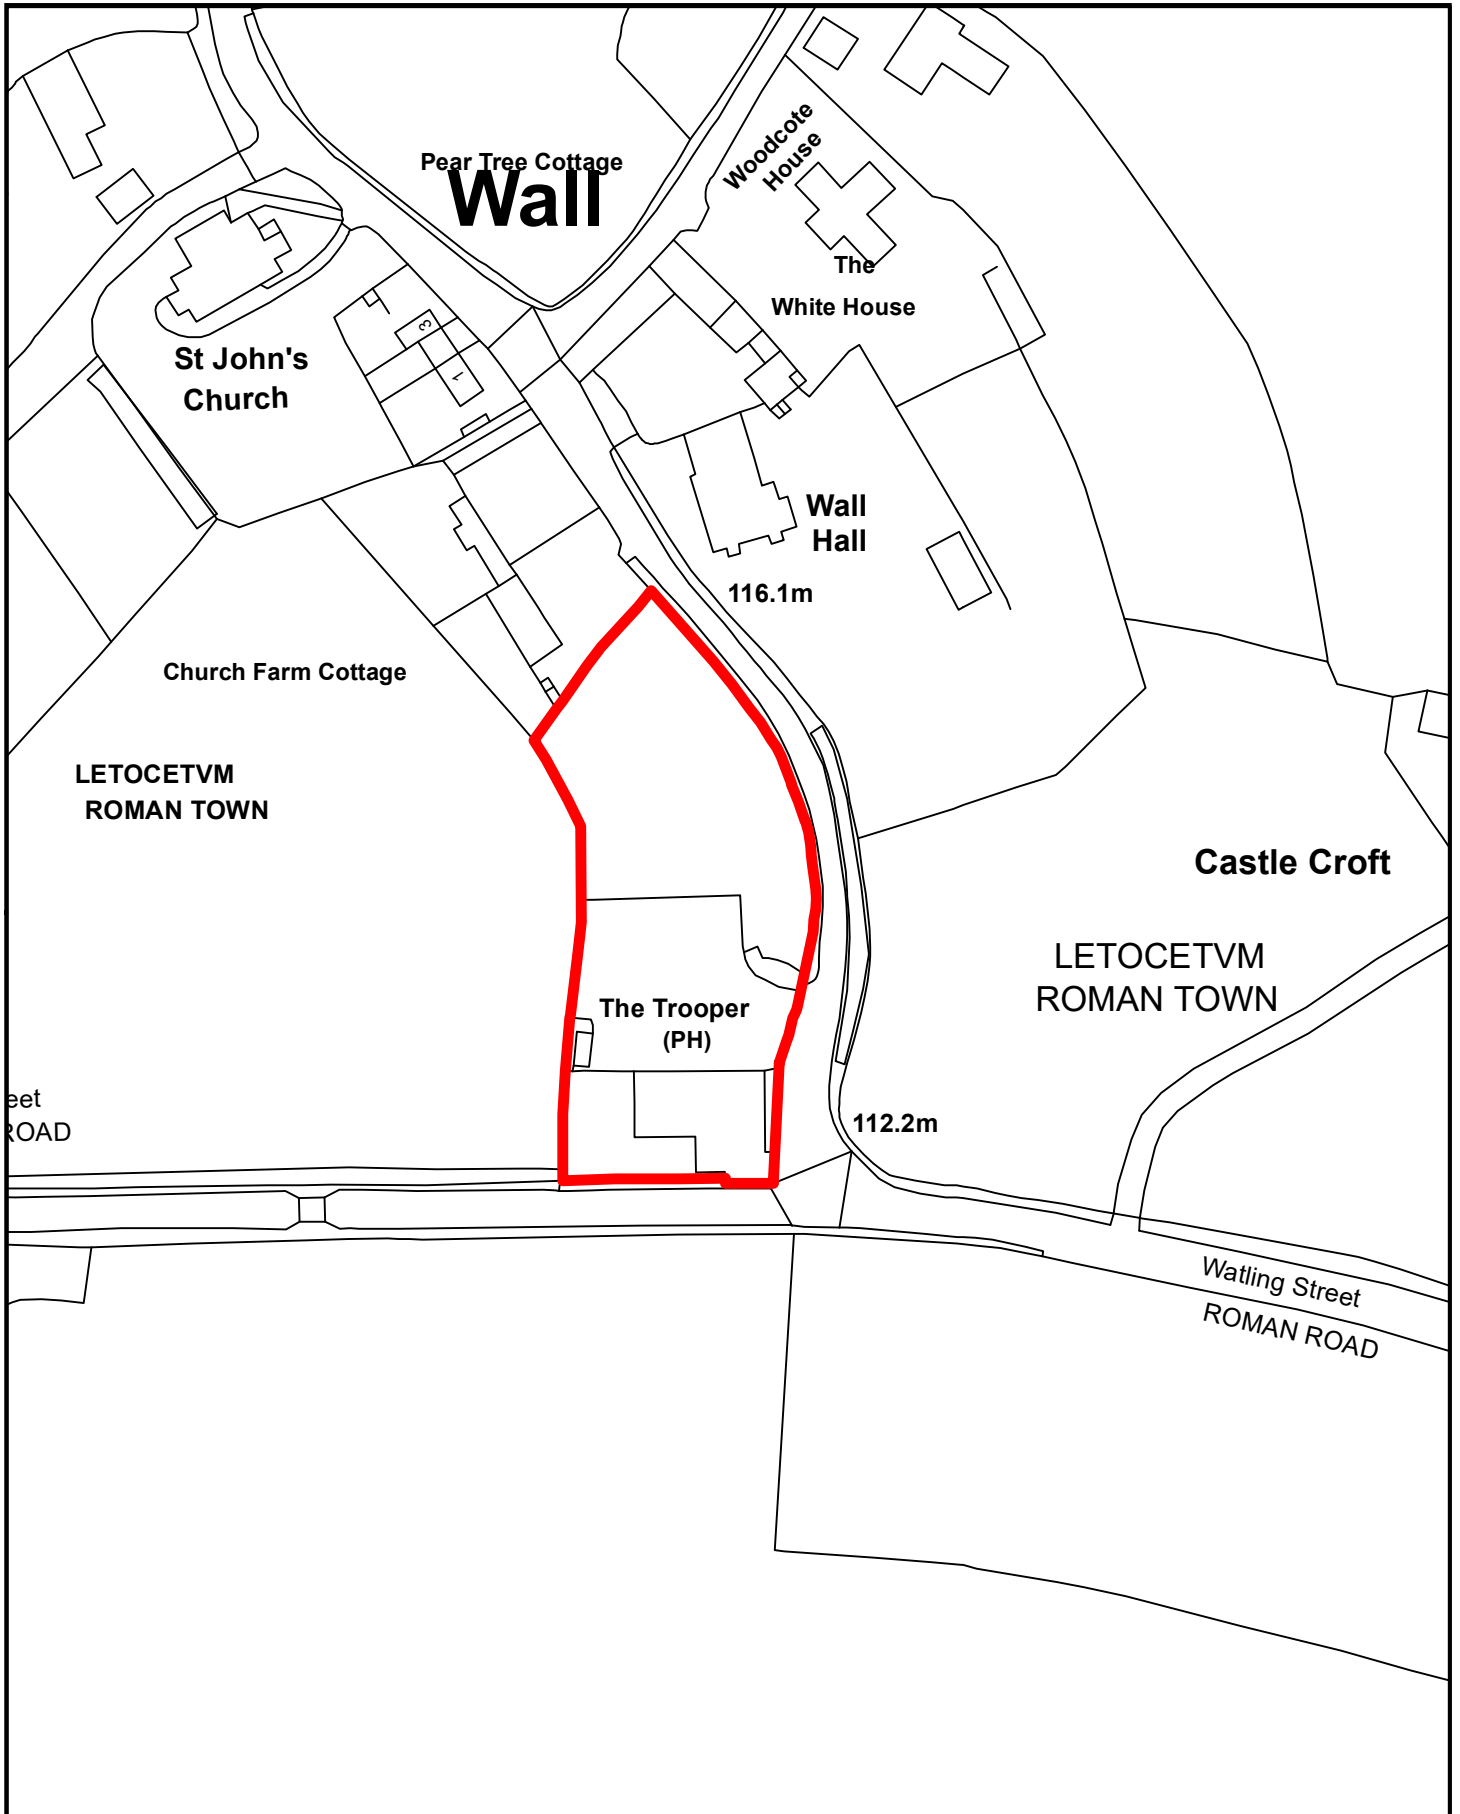 Pear Tree Cottage
Wall
Woodcote
House
The
White House
3
1
St John's
Church
Wall
Hall
116.1m
Church Farm Cottage
LETOCETVM
ROMAN TOWN
Castle Croft
LETOCETVM
ROMAN TOWN
The Trooper
(PH)
eet
ROAD
112.2m
Watling Street
ROMAN ROAD